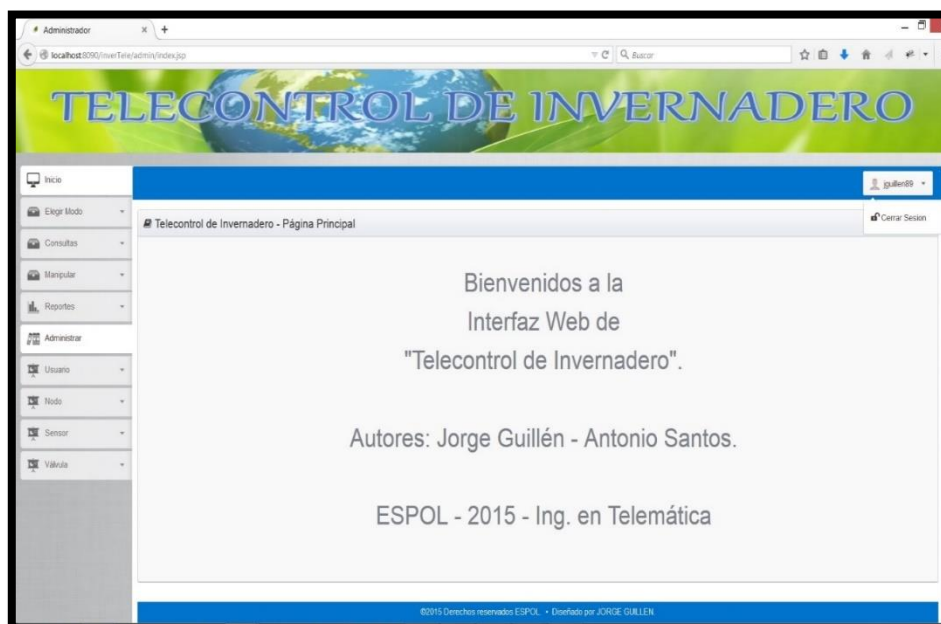 Administrador
localhost:8090/inverTele/admin/index.jsp
Buscar
TELECONTROL DE INVERNADERO
Inicio
jguillen89
Elegir Modo
Cerrar Sesion
Telecontrol de Invernadero - Página Principal
Consultas
Manipular
Reportes
Administrar
Usuario
Nodo
Sensor
Válvula
Bienvenidos a la
Interfaz Web de
"Telecontrol de Invernadero".
Autores: Jorge Guillén - Antonio Santos.
ESPOL - 2015 - Ing. en Telemática
©2015 Derechos reservados ESPOL. • Diseñado por JORGE GUILLEN.